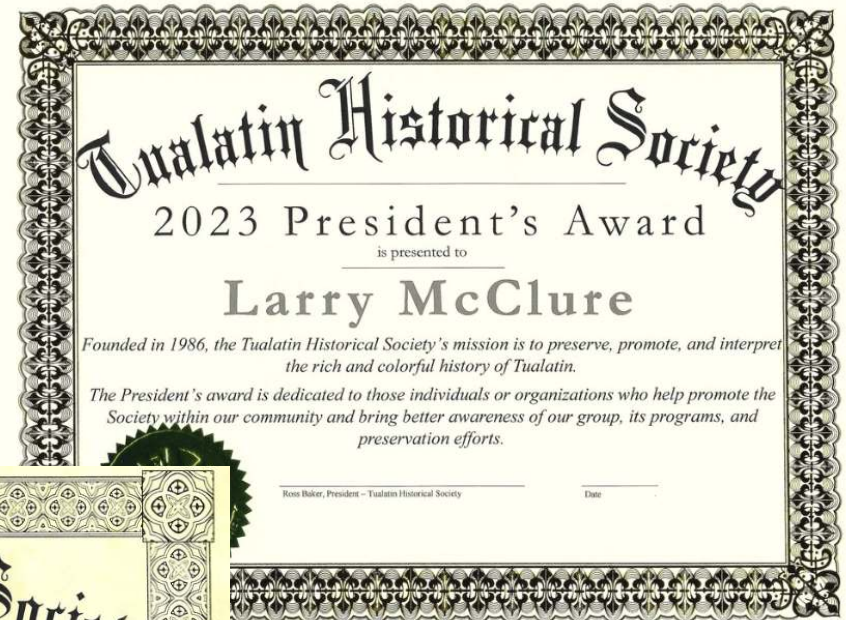 Tualatin Historical Society
2023 President's Award
is presented to
Larry McClure
Founded in 1986, the Tualatin Historical Society's mission is to preserve, promote, and interpret
the rich and colorful history of Tualatin.
The President's award is dedicated to those individuals or organizations who help promote the
Society within our community and bring better awareness of our group, its programs, and
preservation efforts.
Ross Baker, President – Tualatin Historical Society
Date